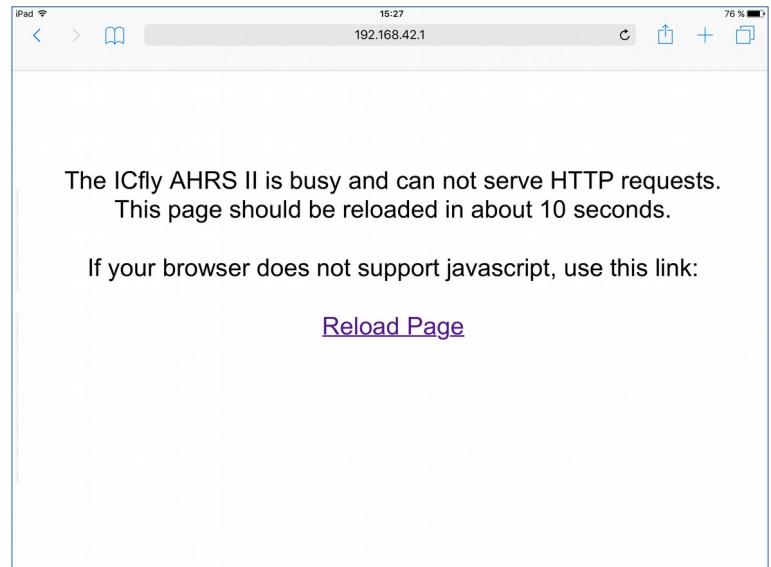 iPad 15:27 76 %
192.168.42.1
The ICfly AHRS II is busy and can not serve HTTP requests.
This page should be reloaded in about 10 seconds.
If your browser does not support javascript, use this link:
Reload Page